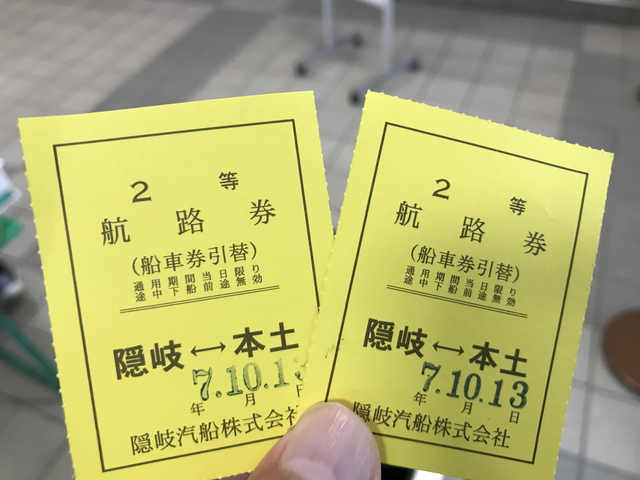 2 等
航路券
(船車券引替)
通用期間当日限り
途中下船前途無効
隠岐↔本土
7.10.13
年 月 日
隠岐汽船株式会社
2 等
航路券
(船車券引替)
通用期間当日限り
途中下船前途無効
隠岐↔本土
7.10.13
年 月 日
隠岐汽船株式会社